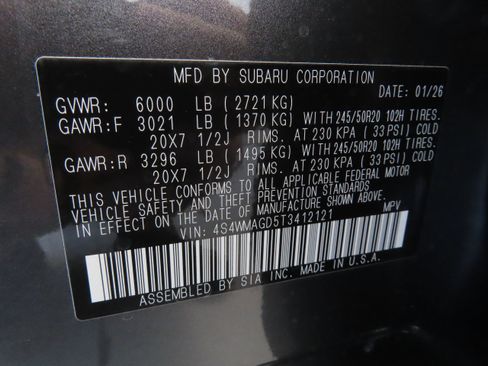 MFD BY SUBARU CORPORATION
DATE: 01/26
GVWR: 6000 LB (2721 KG)
GAWR:F 3021 LB (1370 KG) WITH 245/50R20 102H TIRES.
20X7 1/2J RIMS. AT 230 KPA (33 PSI) COLD
GAWR:R 3296 LB (1495 KG) WITH 245/50R20 102H TIRES.
20X7 1/2J RIMS. AT 230 KPA (33 PSI) COLD
THIS VEHICLE CONFORMS TO ALL APPLICABLE FEDERAL MOTOR
VEHICLE SAFETY AND THEFT PREVENTION STANDARDS
IN EFFECT ON THE DATE OF MANUFACTURE SHOWN ABOVE.
VIN: 4S4WMAGD5T3412121 MPV
ASSEMBLED BY SIA INC. MADE IN U.S.A.